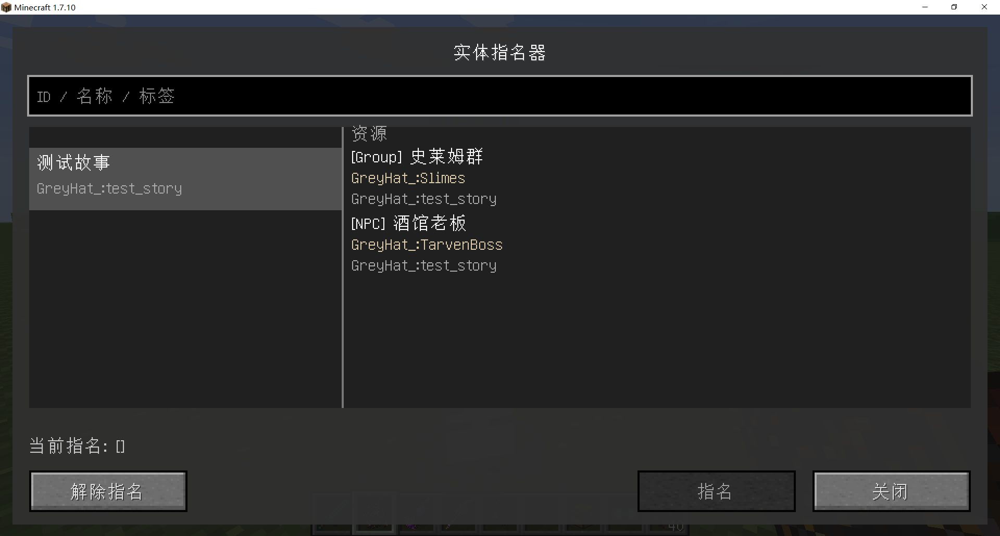 Minecraft 1.7.10
实体指名器
ID / 名称 / 标签
测试故事
GreyHat_:test_story
资源
[Group] 史莱姆群
GreyHat_:Slimes
GreyHat_:test_story
[NPC] 酒馆老板
GreyHat_:TarvenBoss
GreyHat_:test_story
当前指名: []
解除指名
指名
关闭
40